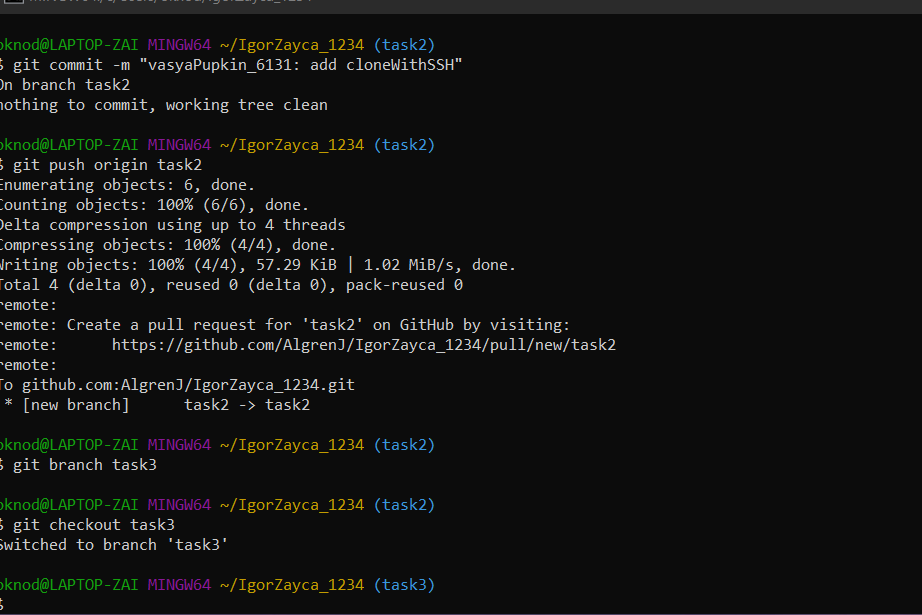 oknod@LAPTOP-ZAI MINGW64 ~/IgorZayca_1234 (task2)
$ git commit -m "vasyaPupkin_6131: add cloneWithSSH"
On branch task2
nothing to commit, working tree clean
oknod@LAPTOP-ZAI MINGW64 ~/IgorZayca_1234 (task2)
$ git push origin task2
Enumerating objects: 6, done.
Counting objects: 100% (6/6), done.
Delta compression using up to 4 threads
Compressing objects: 100% (4/4), done.
Writing objects: 100% (4/4), 57.29 KiB | 1.02 MiB/s, done.
Total 4 (delta 0), reused 0 (delta 0), pack-reused 0
remote:
remote: Create a pull request for 'task2' on GitHub by visiting:
remote:      https://github.com/AlgrenJ/IgorZayca_1234/pull/new/task2
remote:
To github.com:AlgrenJ/IgorZayca_1234.git
 * [new branch]      task2 -> task2
oknod@LAPTOP-ZAI MINGW64 ~/IgorZayca_1234 (task2)
$ git branch task3
oknod@LAPTOP-ZAI MINGW64 ~/IgorZayca_1234 (task2)
$ git checkout task3
Switched to branch 'task3'
oknod@LAPTOP-ZAI MINGW64 ~/IgorZayca_1234 (task3)
$